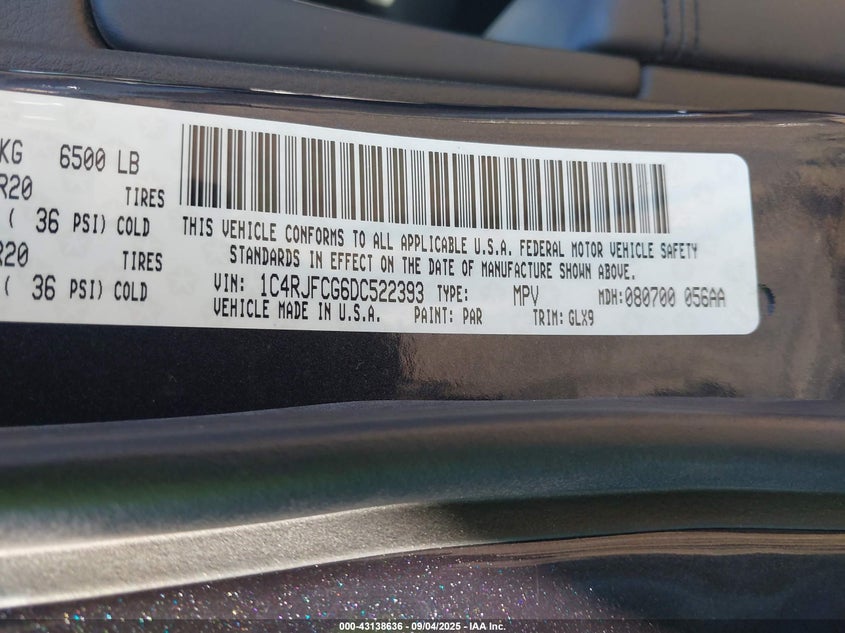 KG 6500 LB
R20 TIRES
( 36 PSI) COLD
R20 TIRES
( 36 PSI) COLD
THIS VEHICLE CONFORMS TO ALL APPLICABLE U.S.A. FEDERAL MOTOR VEHICLE SAFETY
STANDARDS IN EFFECT ON THE DATE OF MANUFACTURE SHOWN ABOVE.
VIN: 1C4RJFCG6DC522393 TYPE: MPV MDH:080700 056AA
VEHICLE MADE IN U.S.A. PAINT: PAR TRIM: GLX9
000-43138636 - 09/04/2025 - IAA Inc.